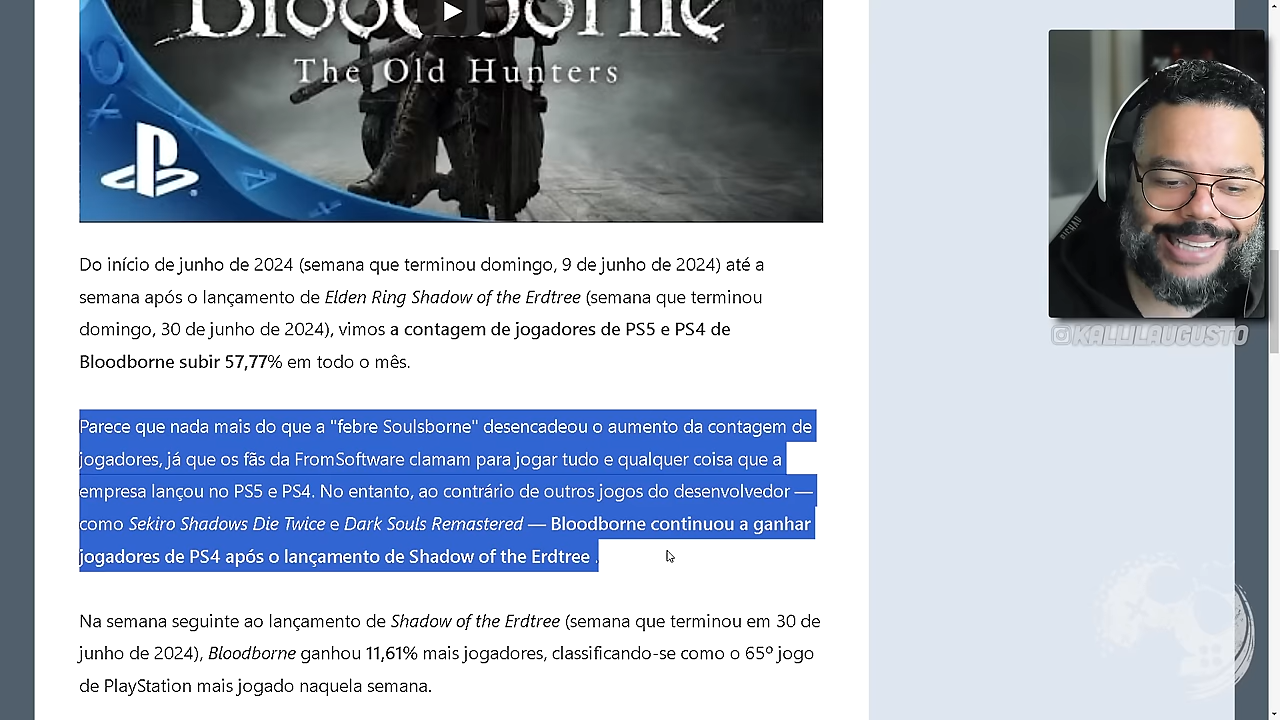 Bloodborne
The Old Hunters
Do início de junho de 2024 (semana que terminou domingo, 9 de junho de 2024) até a
semana após o lançamento de Elden Ring Shadow of the Erdtree (semana que terminou
domingo, 30 de junho de 2024), vimos a contagem de jogadores de PS5 e PS4 de
Bloodborne subir 57,77% em todo o mês.
Parece que nada mais do que a "febre Soulsborne" desencadeou o aumento da contagem de
jogadores, já que os fãs da FromSoftware clamam para jogar tudo e qualquer coisa que a
empresa lançou no PS5 e PS4. No entanto, ao contrário de outros jogos do desenvolvedor —
como Sekiro Shadows Die Twice e Dark Souls Remastered — Bloodborne continuou a ganhar
jogadores de PS4 após o lançamento de Shadow of the Erdtree .
Na semana seguinte ao lançamento de Shadow of the Erdtree (semana que terminou em 30 de
junho de 2024), Bloodborne ganhou 11,61% mais jogadores, classificando-se como o 65º jogo
de PlayStation mais jogado naquela semana.
@KALLILAUGUSTO